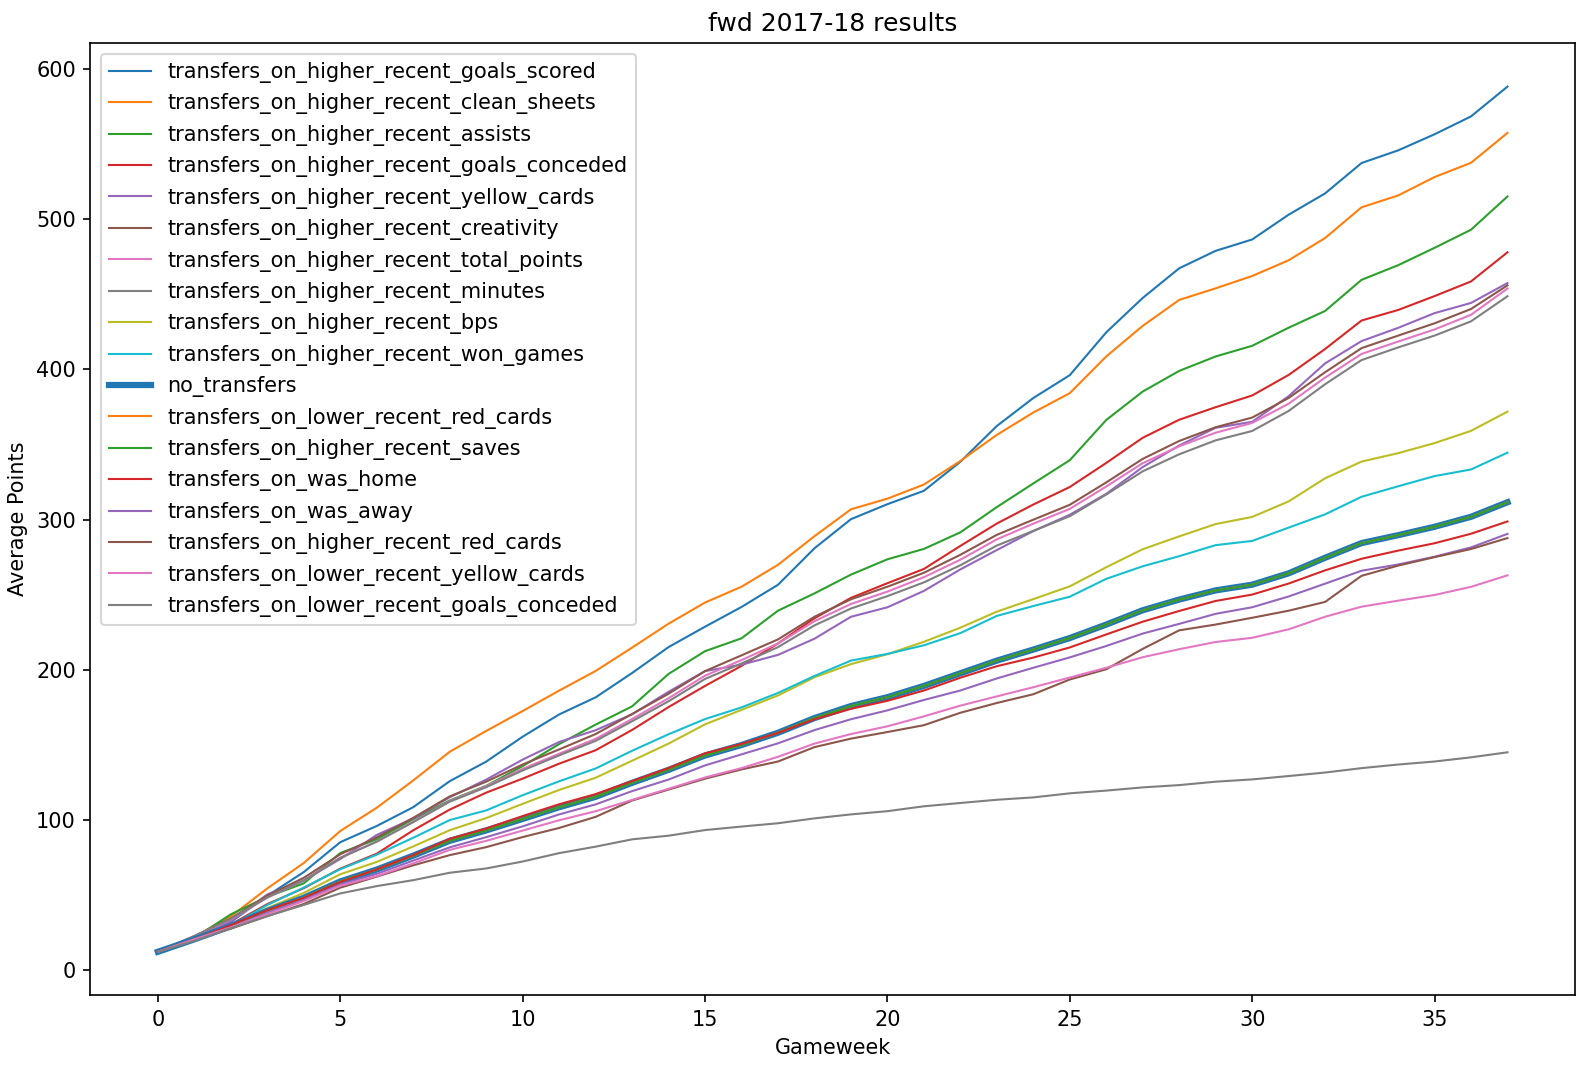 fwd 2017-18 results
600
500
400
300
200
100
0
Average Points
transfers_on_higher_recent_goals_scored
transfers_on_higher_recent_clean_sheets
transfers_on_higher_recent_assists
transfers_on_higher_recent_goals_conceded
transfers_on_higher_recent_yellow_cards
transfers_on_higher_recent_creativity
transfers_on_higher_recent_total_points
transfers_on_higher_recent_minutes
transfers_on_higher_recent_bps
transfers_on_higher_recent_won_games
no_transfers
transfers_on_lower_recent_red_cards
transfers_on_higher_recent_saves
transfers_on_was_home
transfers_on_was_away
transfers_on_higher_recent_red_cards
transfers_on_lower_recent_yellow_cards
transfers_on_lower_recent_goals_conceded
0 5 10 15 20 25 30 35
Gameweek